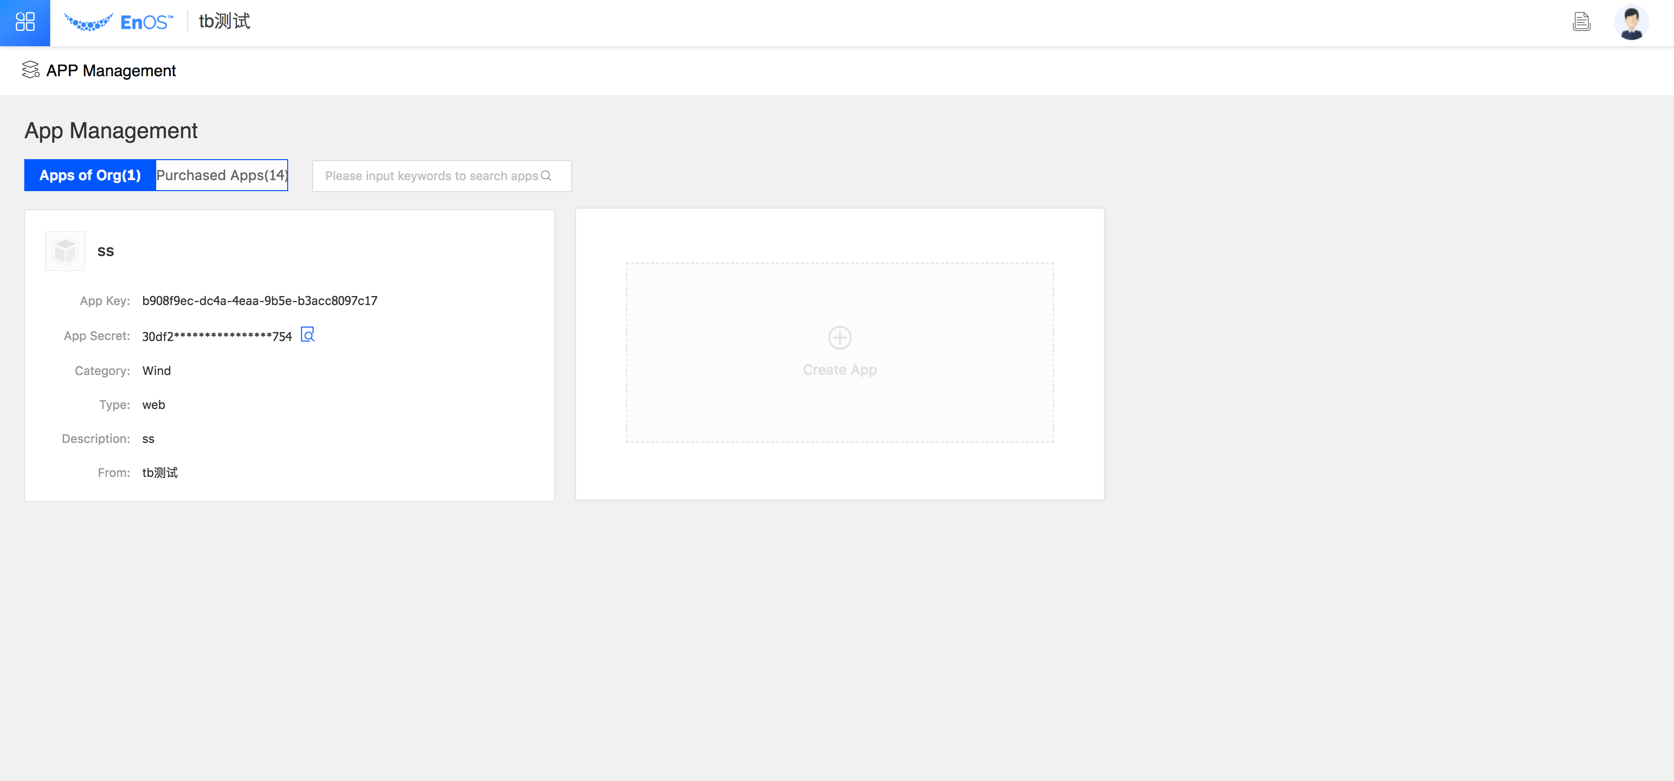 EnOS™ tb测试
APP Management
App Management
Apps of Org(1) Purchased Apps(14) Please input keywords to search apps
ss
App Key: b908f9ec-dc4a-4eaa-9b5e-b3acc8097c17
App Secret: 30df2****************754
Category: Wind
Type: web
Description: ss
From: tb测试
Create App